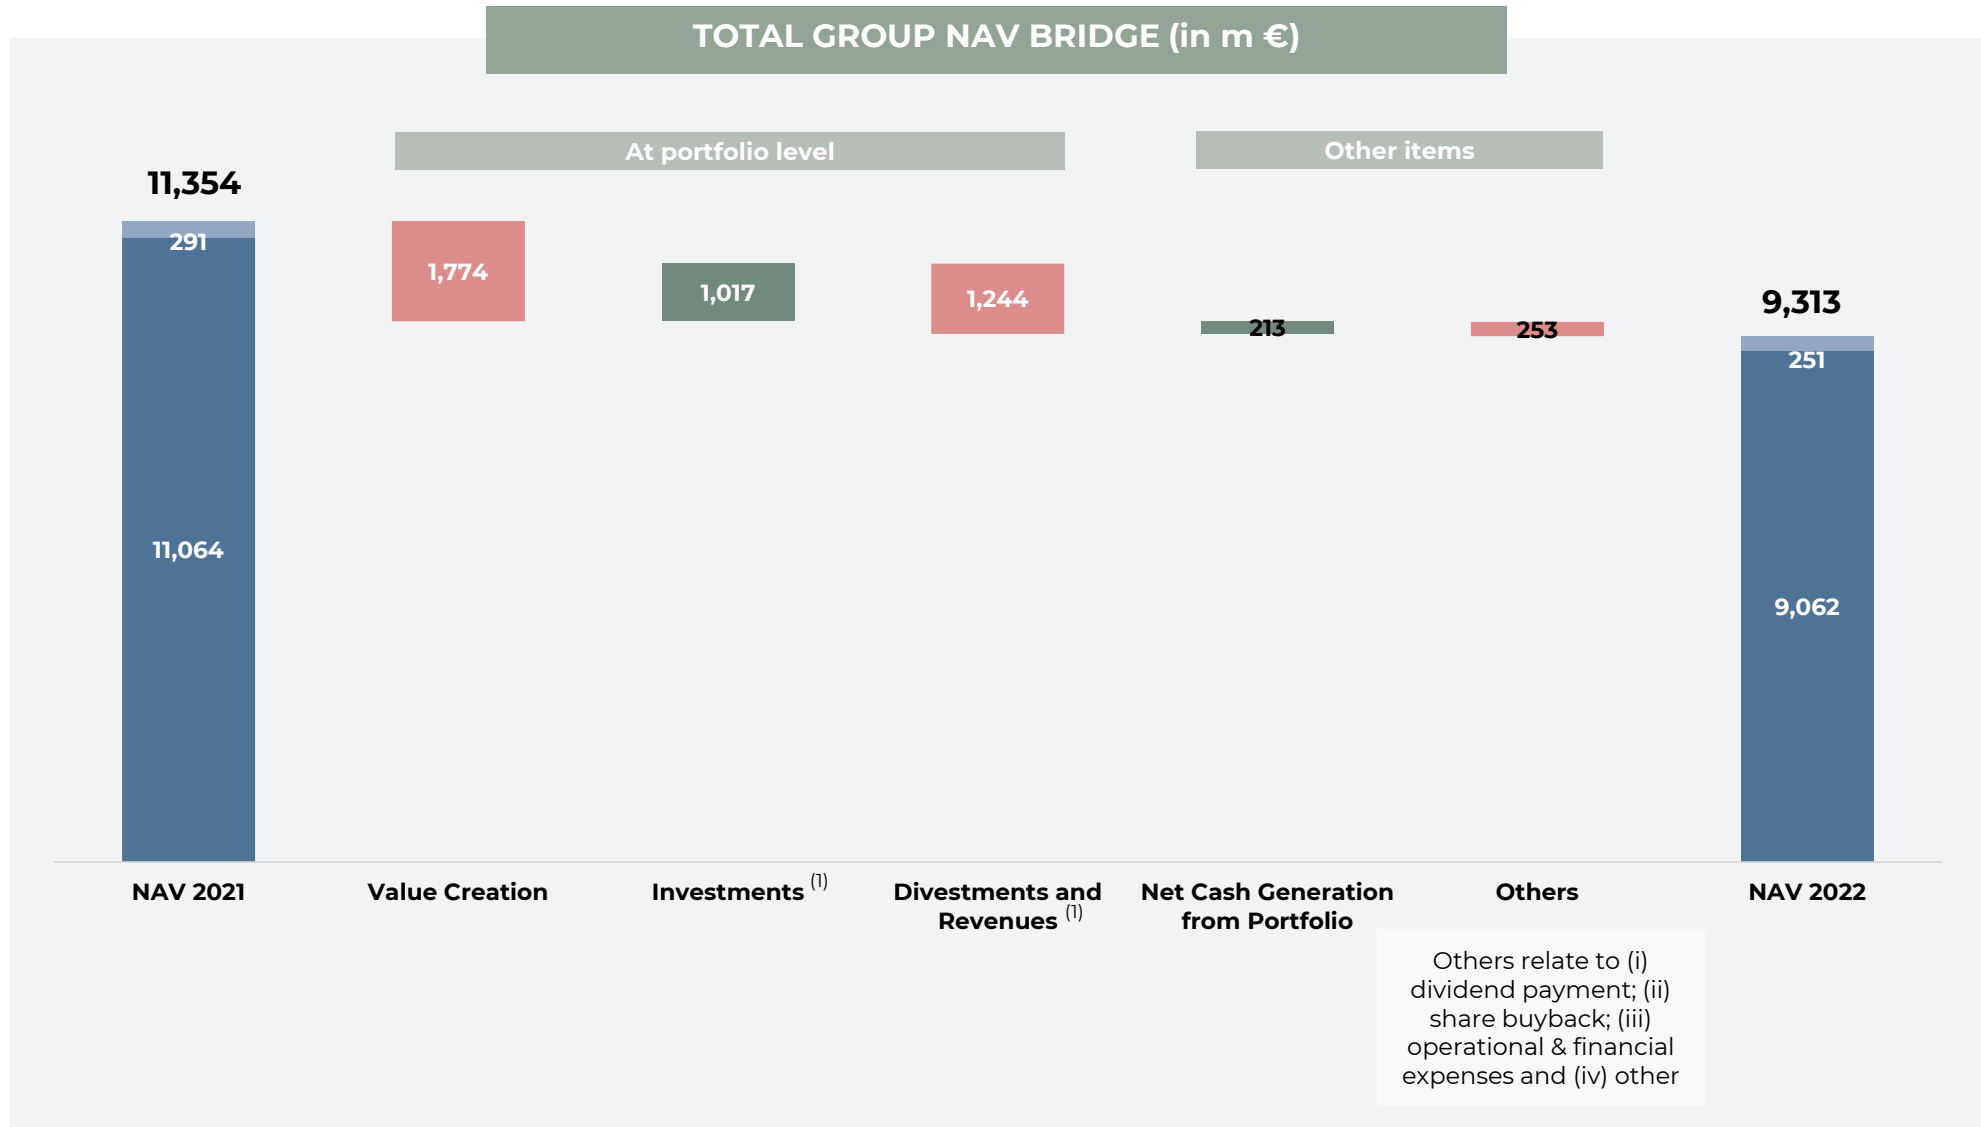 TOTAL GROUP NAV BRIDGE (in m €)
At portfolio level
Other items
11,354
291
11,064
1,774
1,017
1,244
213
253
9,313
251
9,062
NAV 2021
Value Creation
Investments (1)
Divestments and
Revenues (1)
Net Cash Generation
from Portfolio
Others
NAV 2022
Others relate to (i)
dividend payment; (ii)
share buyback; (iii)
operational & financial
expenses and (iv) other